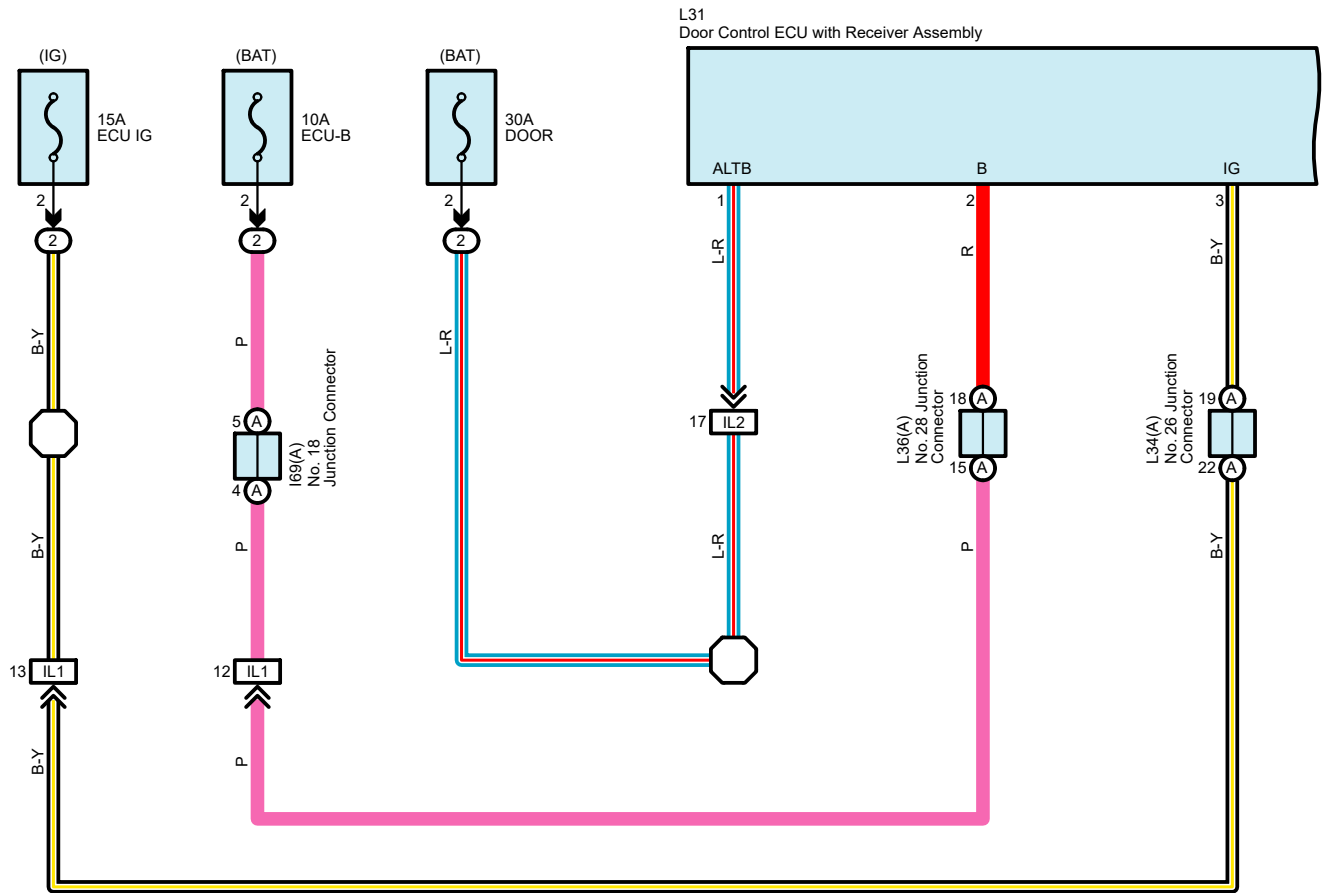 L31
Door Control ECU with Receiver Assembly
(IG)
(BAT)
(BAT)
15A
ECU IG
10A
ECU-B
30A
DOOR
ALTB
B
IG
2
2
2
1
2
3
2
2
2
L-R
R
B-Y
B-Y
P
L-R
5 A
I69(A)
No. 18
Junction Connector
4 A
17 IL2
18 A
L36(A)
No. 28 Junction
Connector
15 A
19 A
L34(A)
No. 26 Junction
Connector
22 A
B-Y
P
L-R
P
B-Y
13 IL1
12 IL1
B-Y
P